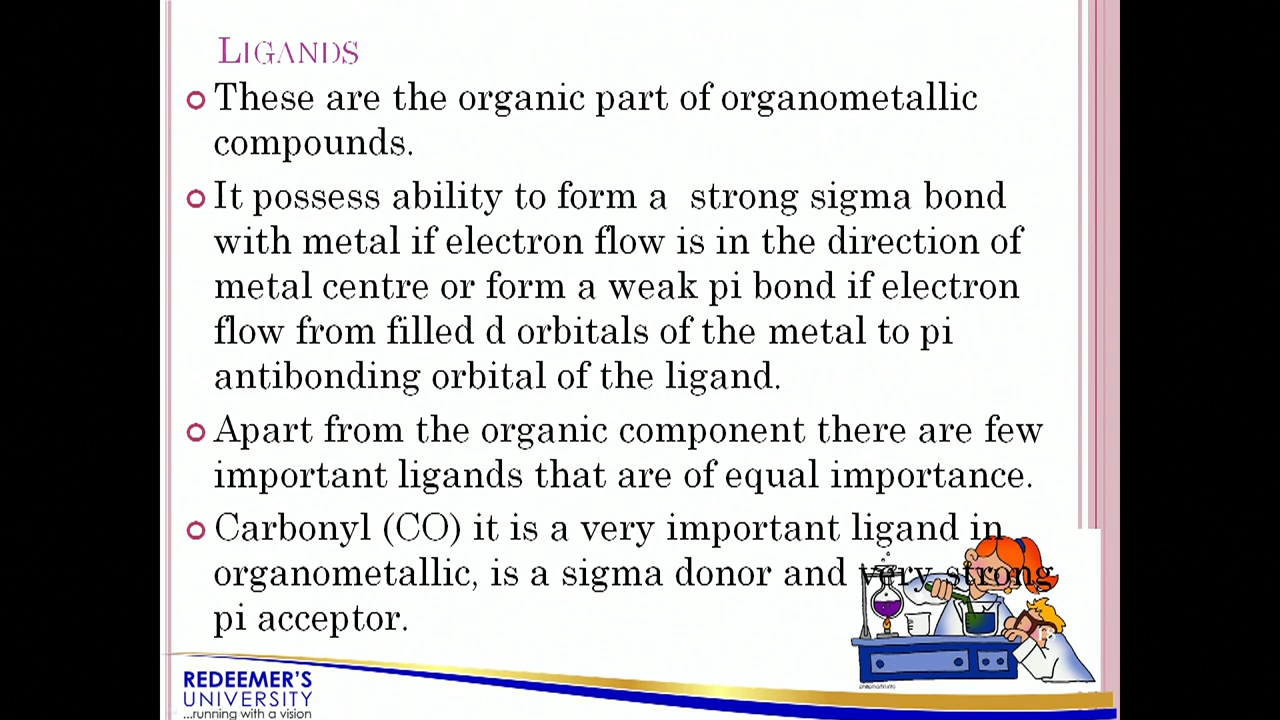 LIGANDS
These are the organic part of organometallic
compounds.
It possess ability to form a strong sigma bond
with metal if electron flow is in the direction of
metal centre or form a weak pi bond if electron
flow from filled d orbitals of the metal to pi
antibonding orbital of the ligand.
Apart from the organic component there are few
important ligands that are of equal importance.
Carbonyl (CO) it is a very important ligand in
organometallic, is a sigma donor and very strong
pi acceptor.
REDEEMER'S
UNIVERSITY
...running with a vision